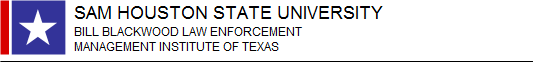 SAM HOUSTON STATE UNIVERSITY
BILL BLACKWOOD LAW ENFORCEMENT
MANAGEMENT INSTITUTE OF TEXAS